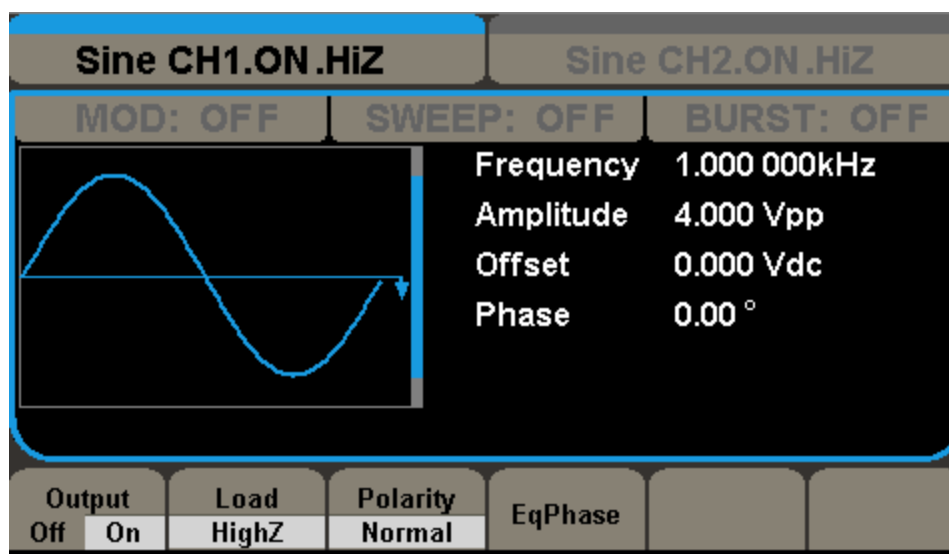 Sine CH1.ON.HiZ
Sine CH2.ON.HiZ
MOD: OFF
SWEEP: OFF
BURST: OFF
Frequency 1.000 000kHz
Amplitude 4.000 Vpp
Offset 0.000 Vdc
Phase 0.00 °
Output
Off On
Load
HighZ
Polarity
Normal
EqPhase